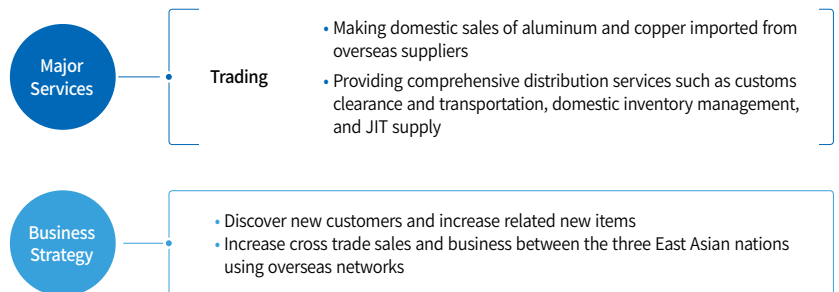 Major
Services
Trading
• Making domestic sales of aluminum and copper imported from
overseas suppliers
• Providing comprehensive distribution services such as customs
clearance and transportation, domestic inventory management,
and JIT supply
Business
Strategy
• Discover new customers and increase related new items
• Increase cross trade sales and business between the three East Asian nations
using overseas networks